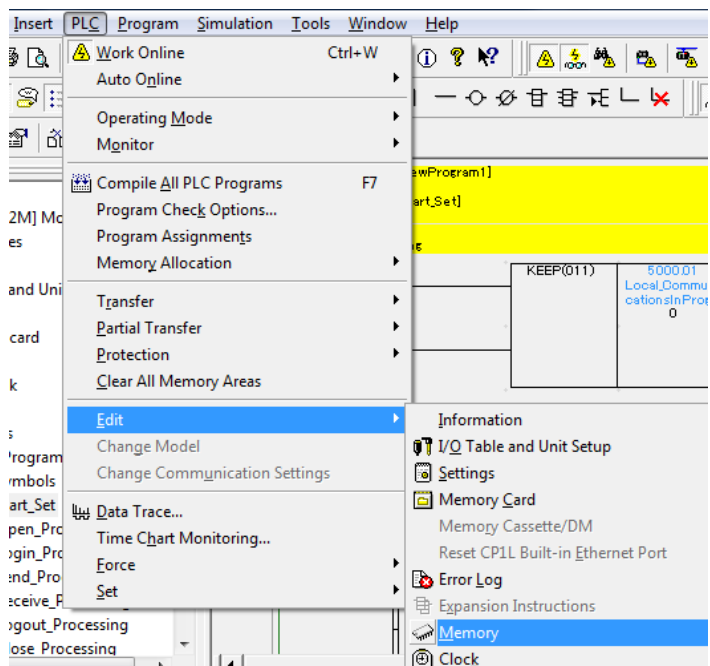 Insert PLC Program Simulation Tools Window Help
Work Online Ctrl+W
Auto Online
Operating Mode
Monitor
Compile All PLC Programs F7
Program Check Options...
Program Assignments
Memory Allocation
Transfer
Partial Transfer
Protection
Clear All Memory Areas
Edit
Change Model
Change Communication Settings
Data Trace...
Time Chart Monitoring...
Force
Set
Information
I/O Table and Unit Setup
Settings
Memory Card
Memory Cassette/DM
Reset CP1L Built-in Ethernet Port
Error Log
Expansion Instructions
Memory
Clock
ewProgram1]
art_Set]
g
KEEP(011)
5000.01
Local_Commu
cationsInProg
0
2M] Mo
es
and Uni
card
k
s
Program
ymbols
art_Set
pen_Pro
ogin_Pro
end_Pro
eceive_P
ogout_Processing
lose_Processing